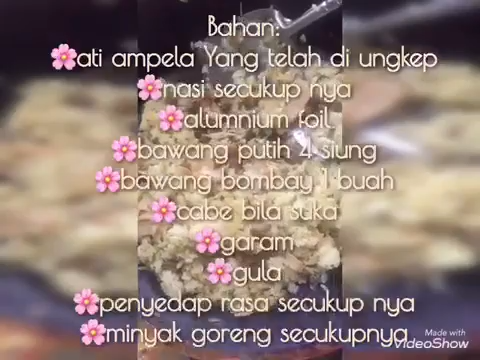 Bahan:
🌸ati ampela Yang telah di ungkep
🌸nasi secukup nya
🌸alumnium foil
🌸bawang putih 4 siung
🌸bawang bombay 1 buah
🌸cabe bila suka
🌸garam
🌸gula
🌸penyedap rasa secukup nya
🌸minyak goreng secukupnya
Made with
VideoShow